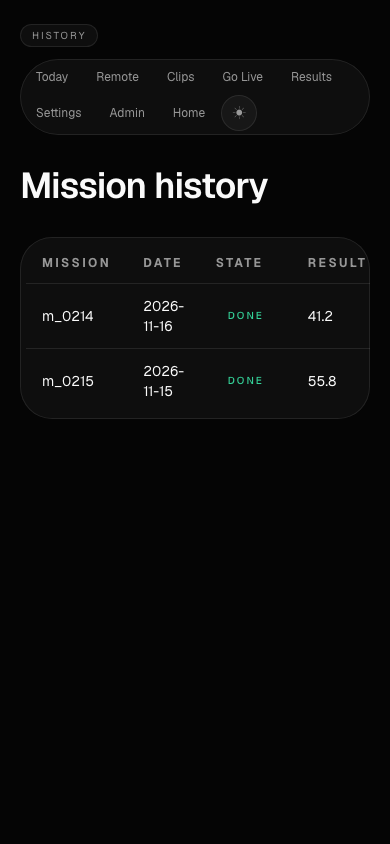 HISTORY
Today Remote Clips Go Live Results
Settings Admin Home
Mission history
MISSION DATE STATE RESULT
m_0214 2026-11-16 DONE 41.2
m_0215 2026-11-15 DONE 55.8